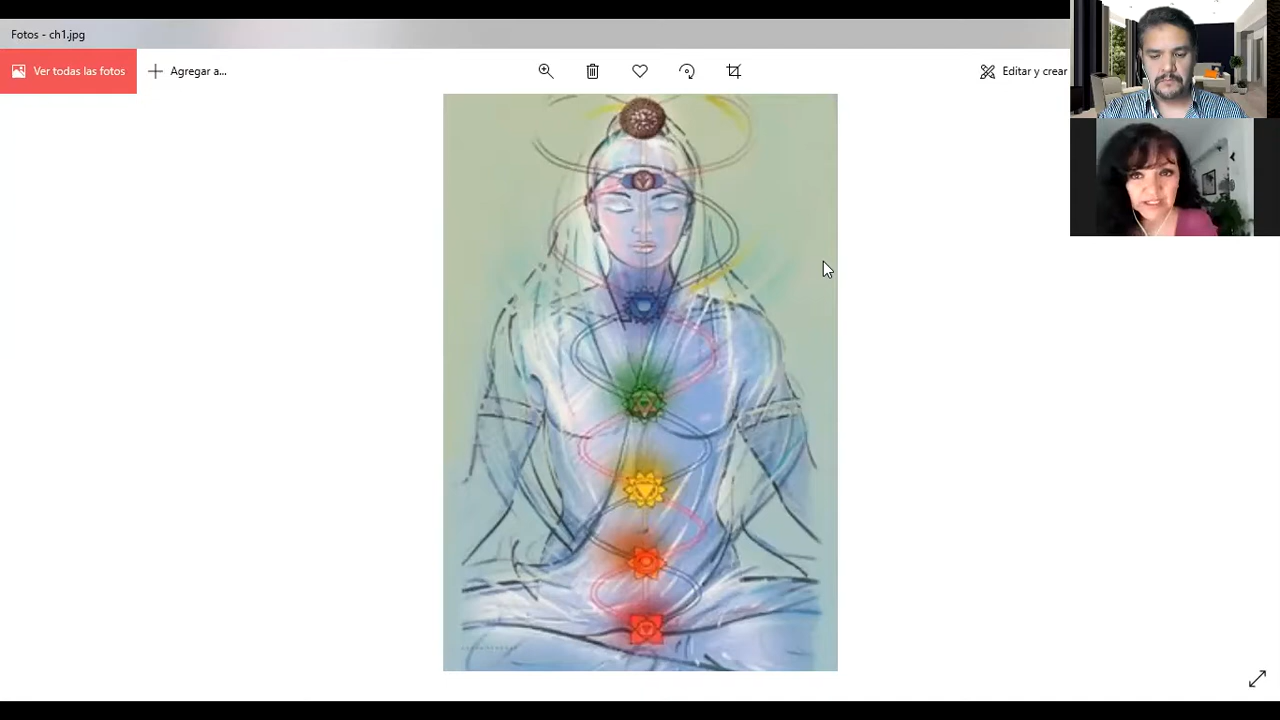 Fotos - ch1.jpg
Ver todas las fotos
Agregar a...
Editar y crear